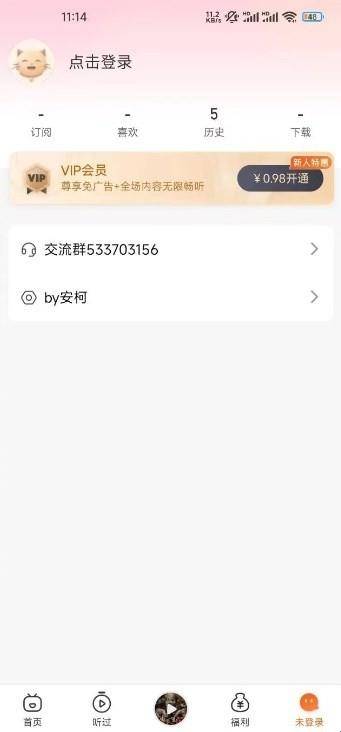 11:14
11.2 KB/s HD HD 48
点击登录
- - 5 -
订阅 喜欢 历史 下载
新人特惠
VIP VIP会员
尊享免广告+全场内容无限畅听 ￥0.98开通
交流群533703156
by安柯
首页 听过 福利 未登录